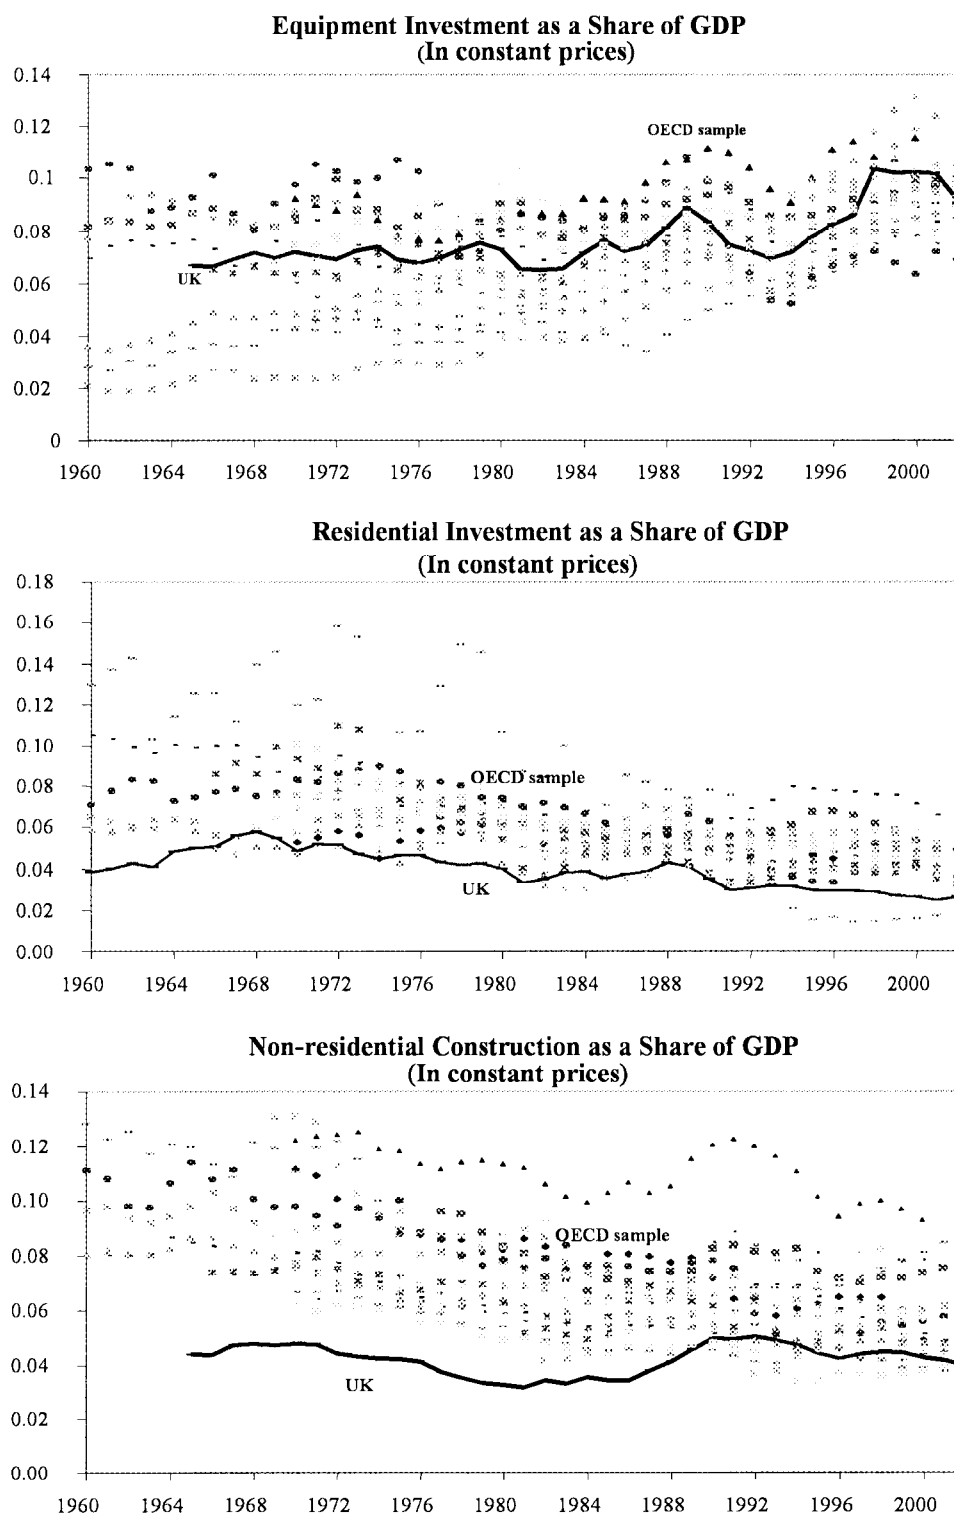 Equipment Investment as a Share of GDP
(In constant prices)
0.14
0.12
OECD sample
0.1
0.08
UK
0.06
0.04
0.02
0
1960 1964 1968 1972 1976 1980 1984 1988 1992 1996 2000
Residential Investment as a Share of GDP
(In constant prices)
0.18
0.16
0.14
0.12
0.10
OECD sample
0.08
0.06
0.04
UK
0.02
0.00
1960 1964 1968 1972 1976 1980 1984 1988 1992 1996 2000
Non-residential Construction as a Share of GDP
(In constant prices)
0.14
0.12
0.10
OECD sample
0.08
0.06
0.04
UK
0.02
0.00
1960 1964 1968 1972 1976 1980 1984 1988 1992 1996 2000